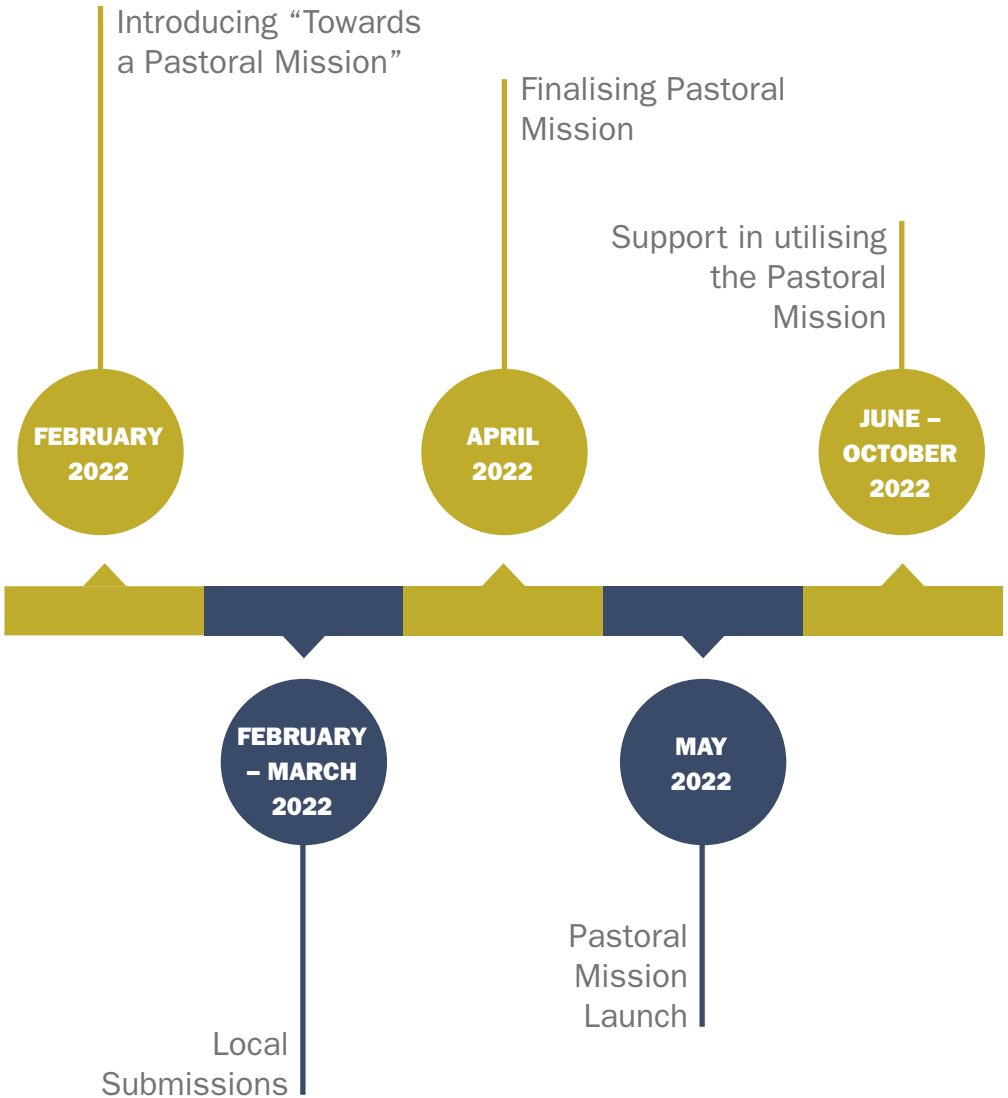 Introducing “Towards
a Pastoral Mission”
FEBRUARY
2022
Finalising Pastoral
Mission
APRIL
2022
Support in utilising
the Pastoral
Mission
JUNE –
OCTOBER
2022
FEBRUARY
– MARCH
2022
Local
Submissions
MAY
2022
Pastoral
Mission
Launch